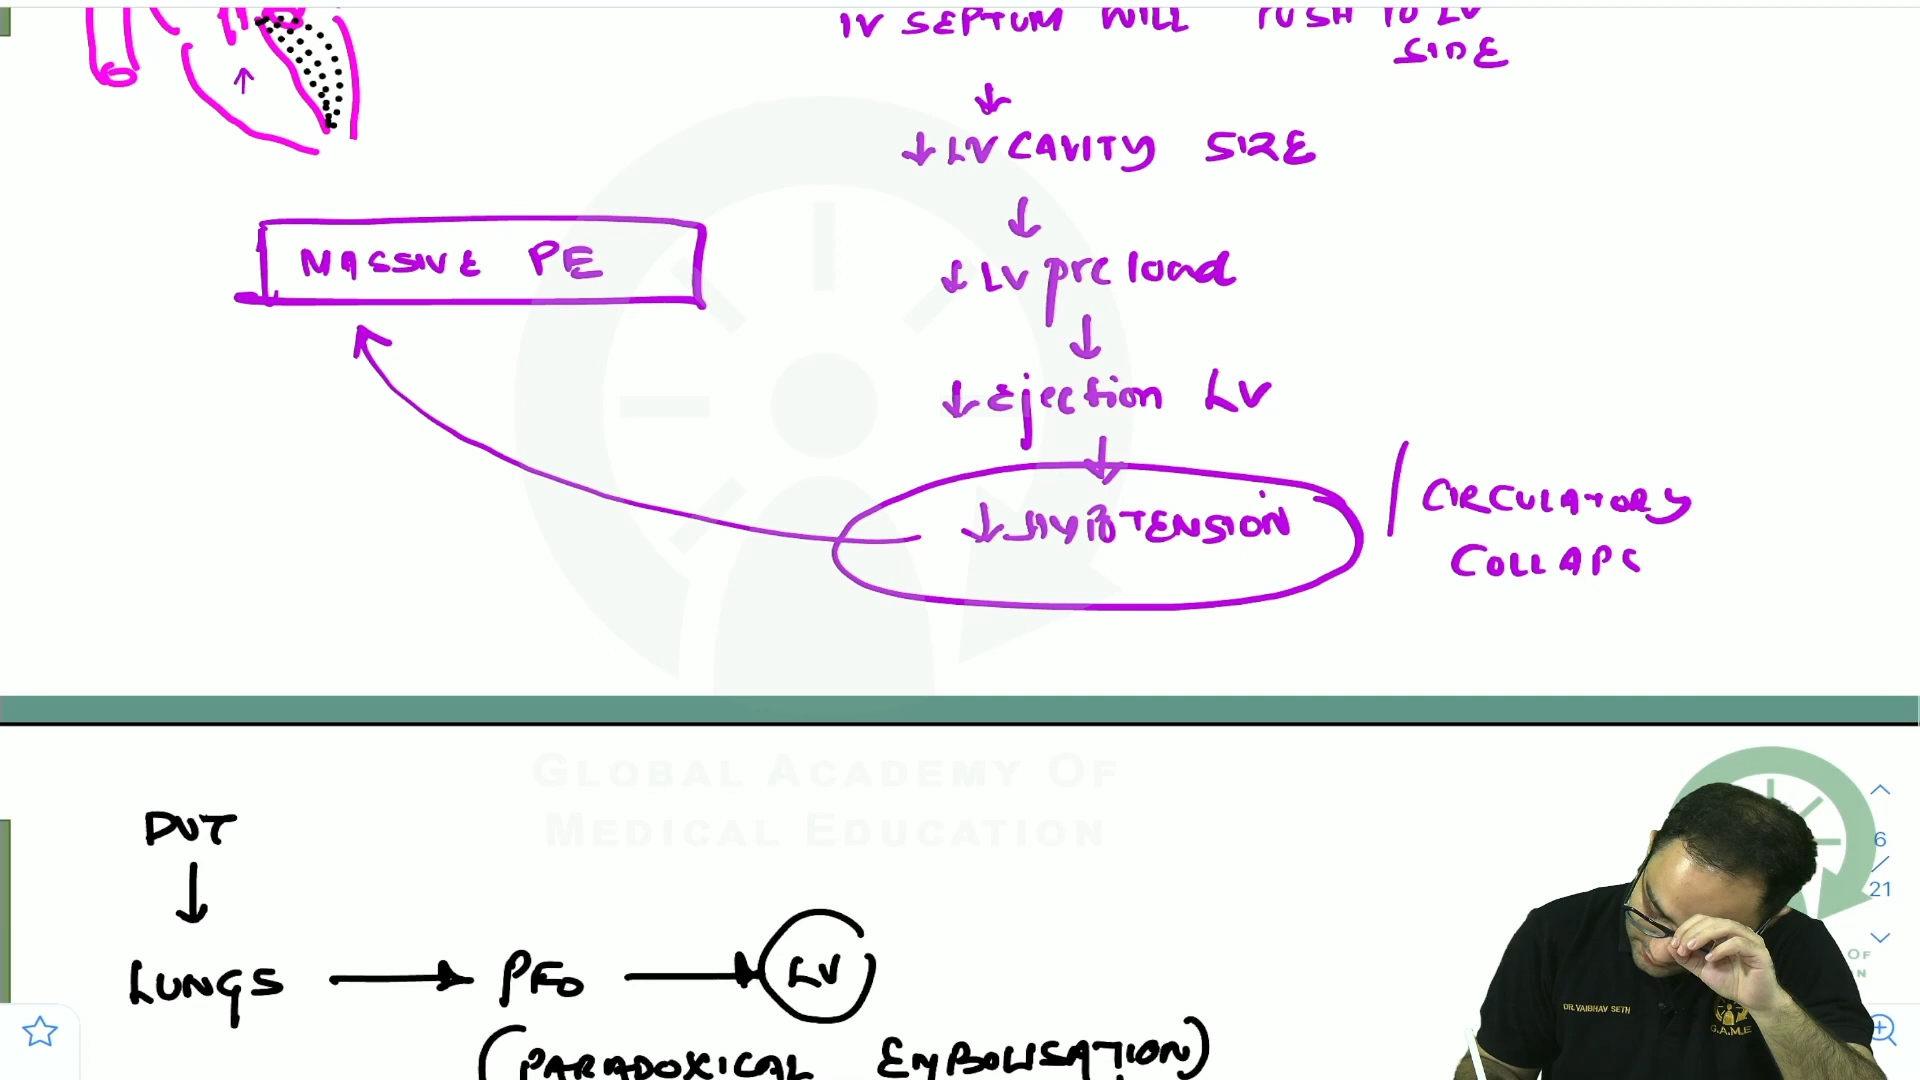 IV SEPTUM WILL PUSH TO LV
SIDE
↓
↓ LV CAVITY SIZE
↓
MASSIVE PE
↓ LV preload
↓
↓ Ejection LV
↓
↓ HYPOTENSION
/ CIRCULATORY
COLLAPS
GLOBAL ACADEMY OF
MEDICAL EDUCATION
DVT
↓
6
/
21
LUNGS → PFO → LV
(PARADOXICAL EMBOLISATION)
OF
N
DR.VAIBHAV SETH
G.A.M.E